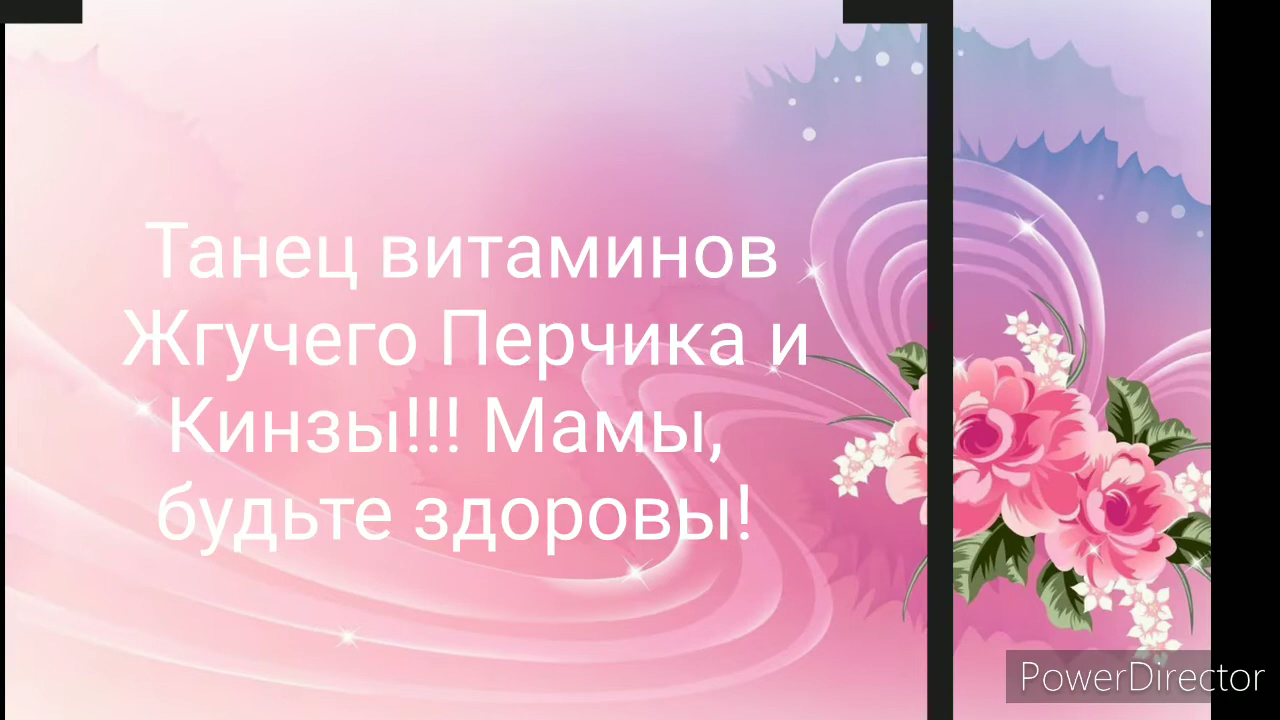 Танец витаминов
Жгучего Перчика и
Кинзы!!! Мамы,
будьте здоровы!
PowerDirector